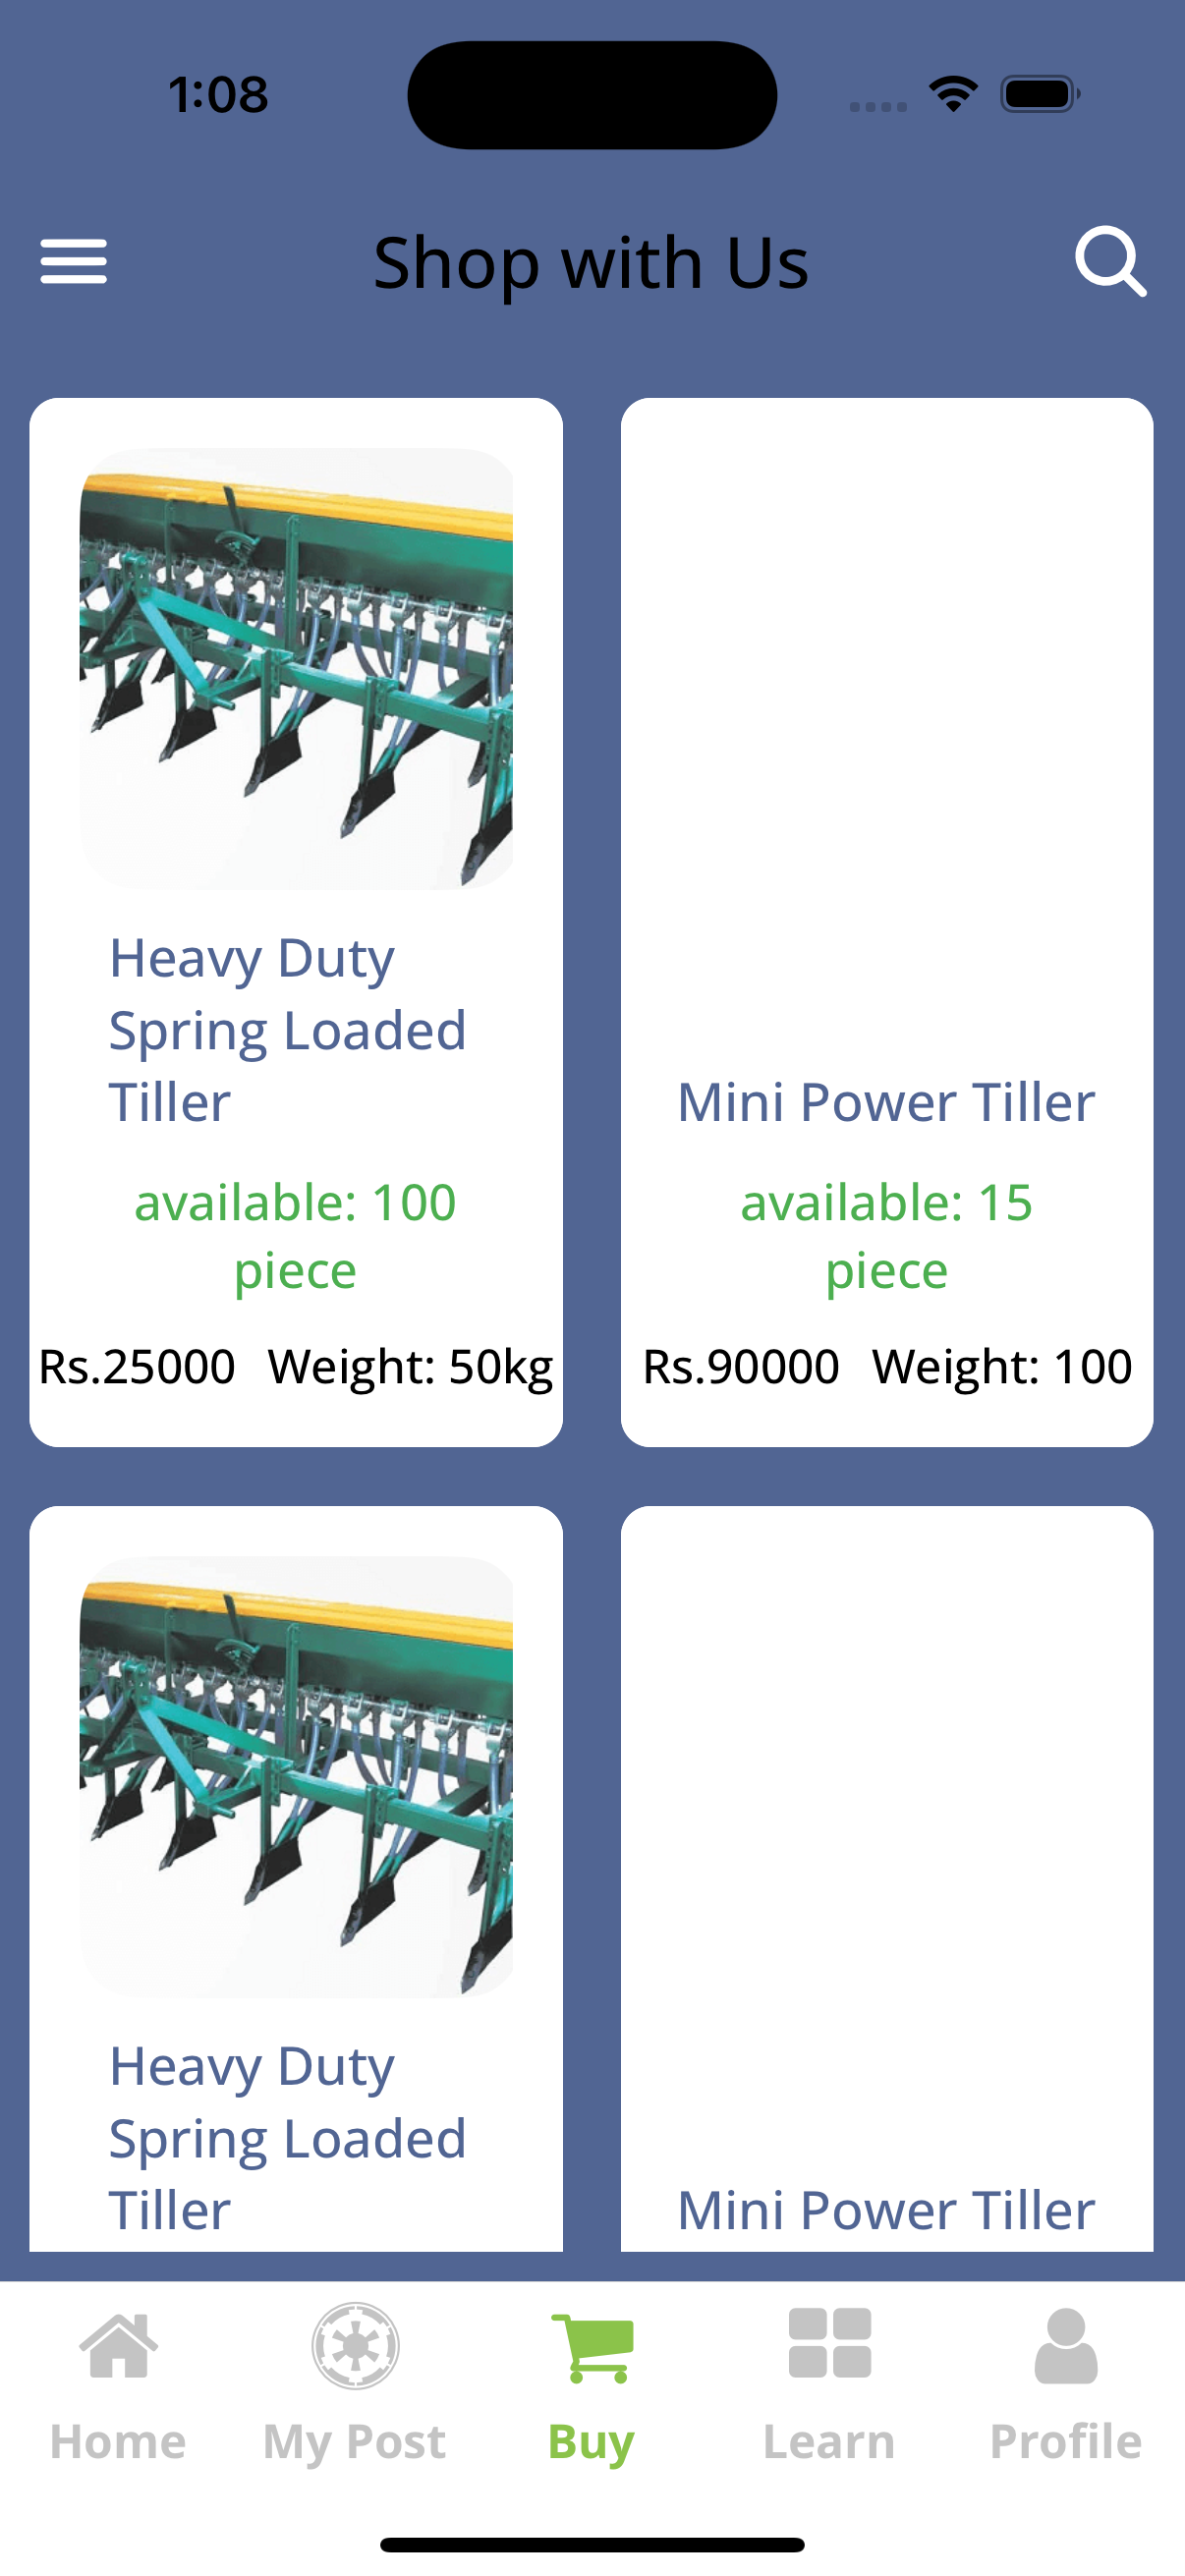 1:08
Shop with Us
Heavy Duty
Spring Loaded
Tiller
available: 100
piece
Rs.25000 Weight: 50kg
Mini Power Tiller
available: 15
piece
Rs.90000 Weight: 100
Heavy Duty
Spring Loaded
Tiller
Mini Power Tiller
Home
My Post
Buy
Learn
Profile